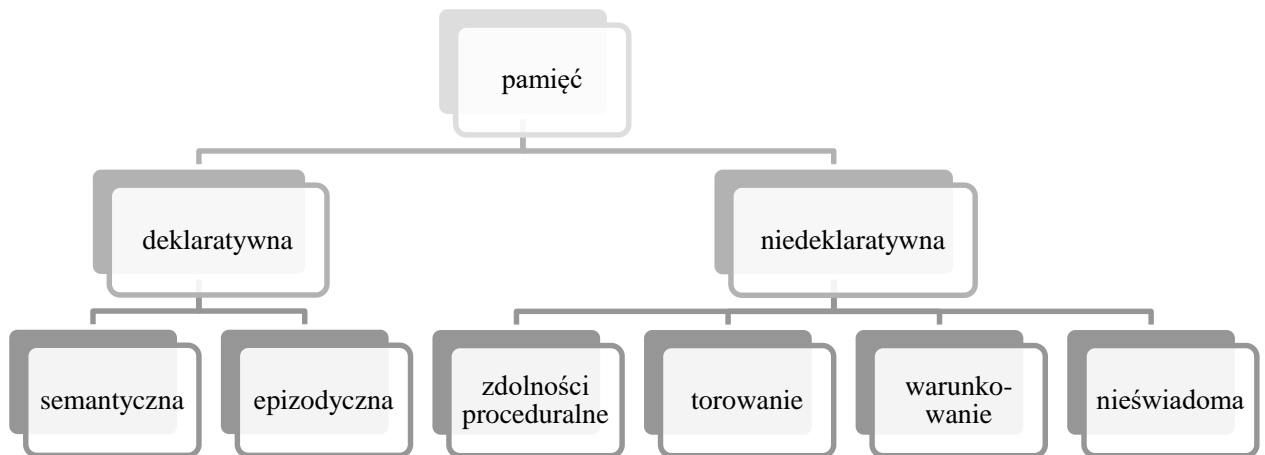 pamięć
deklaratywna
niedeklaratywna
semantyczna
epizodyczna
zdolności
proceduralne
torowanie
warunko-
wanie
nieświadoma